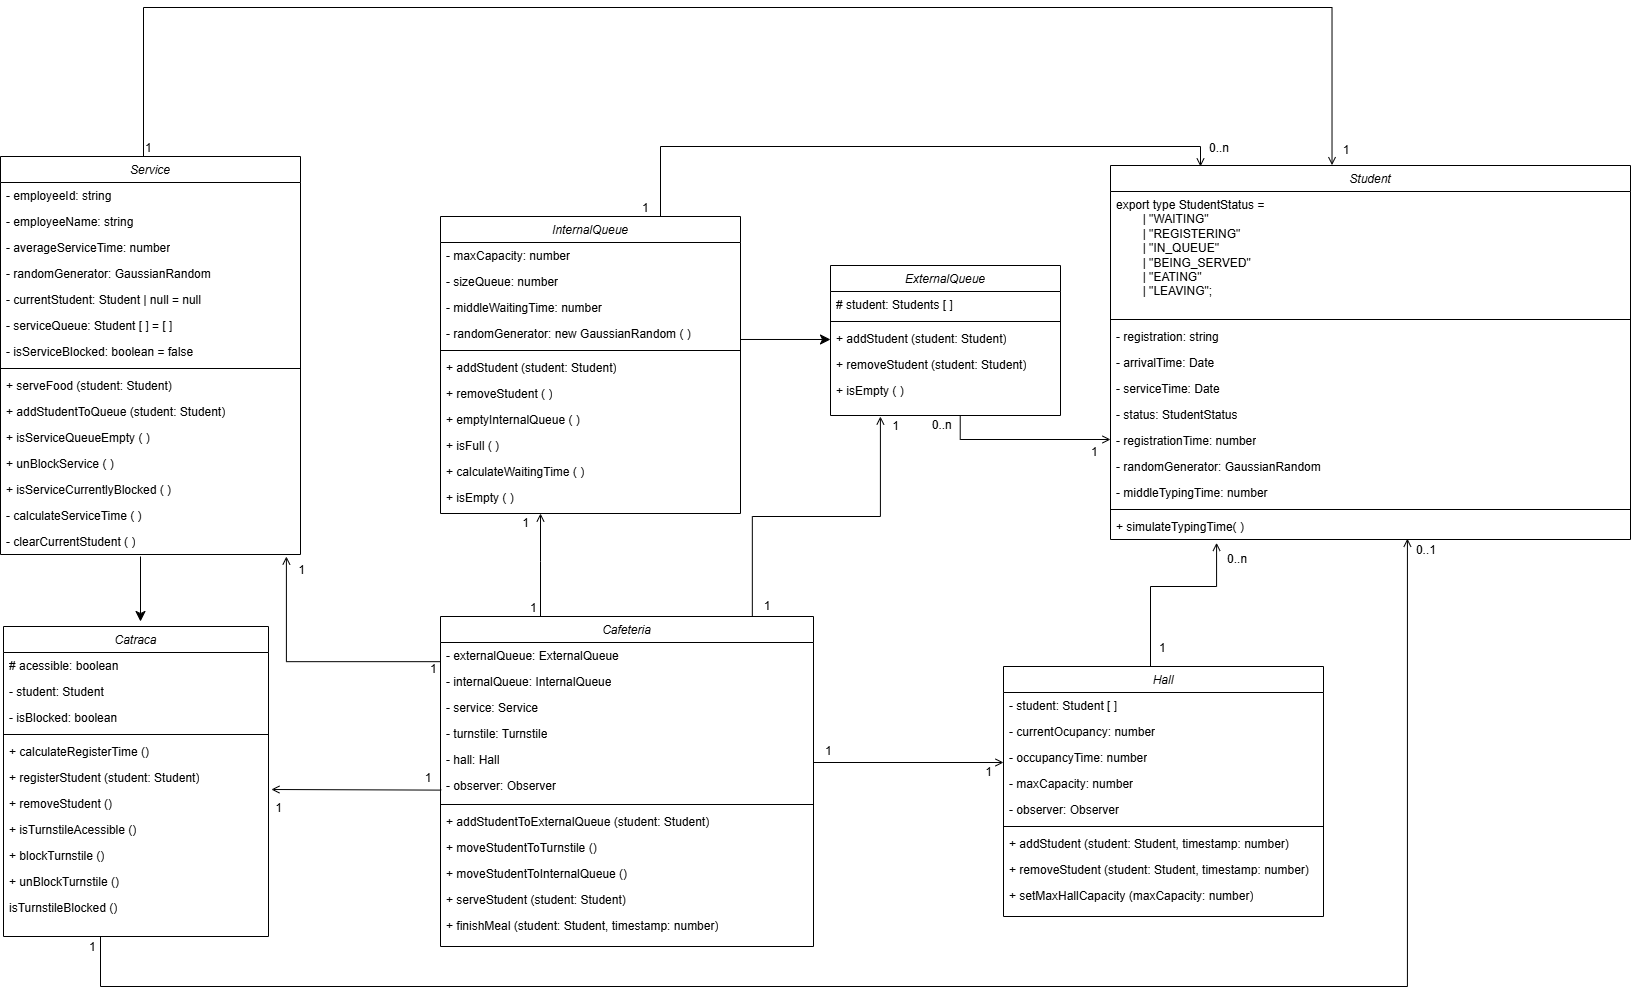 Service
- employeeId: string
- employeeName: string
- averageServiceTime: number
- randomGenerator: GaussianRandom
- currentStudent: Student | null = null
- serviceQueue: Student [ ] = [ ]
- isServiceBlocked: boolean = false
+ serveFood (student: Student)
+ addStudentToQueue (student: Student)
+ isServiceQueueEmpty ( )
+ unBlockService ( )
+ isServiceCurrentlyBlocked ( )
- calculateServiceTime ( )
- clearCurrentStudent ( )
1
1
1
InternalQueue
- maxCapacity: number
- sizeQueue: number
- middleWaitingTime: number
- randomGenerator: new GaussianRandom ( )
+ addStudent (student: Student)
+ removeStudent ( )
+ emptyInternalQueue ( )
+ isFull ( )
+ calculateWaitingTime ( )
+ isEmpty ( )
1
0..n
1
1
ExternalQueue
# student: Students [ ]
+ addStudent (student: Student)
+ removeStudent (student: Student)
+ isEmpty ( )
1
0..n
1
1
Student
export type StudentStatus =
| "WAITING"
| "REGISTERING"
| "IN_QUEUE"
| "BEING_SERVED"
| "EATING"
| "LEAVING";
- registration: string
- arrivalTime: Date
- serviceTime: Date
- status: StudentStatus
- registrationTime: number
- randomGenerator: GaussianRandom
- middleTypingTime: number
+ simulateTypingTime( )
0..n
0..1
Catraca
# acessible: boolean
- student: Student
- isBlocked: boolean
+ calculateRegisterTime ()
+ registerStudent (student: Student)
+ removeStudent ()
+ isTurnstileAcessible ()
+ blockTurnstile ()
+ unBlockTurnstile ()
isTurnstileBlocked ()
1
1
1
1
Cafeteria
- externalQueue: ExternalQueue
- internalQueue: InternalQueue
- service: Service
- turnstile: Turnstile
- hall: Hall
- observer: Observer
+ addStudentToExternalQueue (student: Student)
+ moveStudentToTurnstile ()
+ moveStudentToInternalQueue ()
+ serveStudent (student: Student)
+ finishMeal (student: Student, timestamp: number)
1
1
1
Hall
- student: Student [ ]
- currentOcupancy: number
- occupancyTime: number
- maxCapacity: number
- observer: Observer
+ addStudent (student: Student, timestamp: number)
+ removeStudent (student: Student, timestamp: number)
+ setMaxHallCapacity (maxCapacity: number)